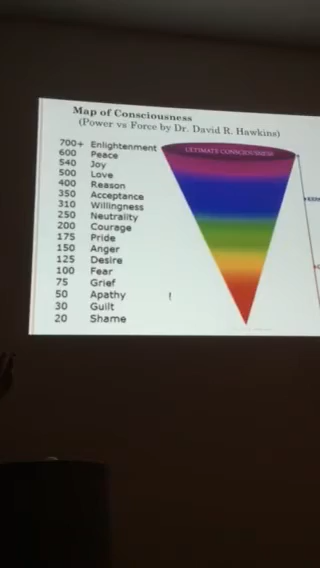 Map of Consciousness
(Power vs Force by Dr. David R. Hawkins)
700+ Enlightenment
600 Peace
540 Joy
500 Love
400 Reason
350 Acceptance
310 Willingness
250 Neutrality
200 Courage
175 Pride
150 Anger
125 Desire
100 Fear
75 Grief
50 Apathy !
30 Guilt
20 Shame
ULTIMATE CONSCIOUSNESS